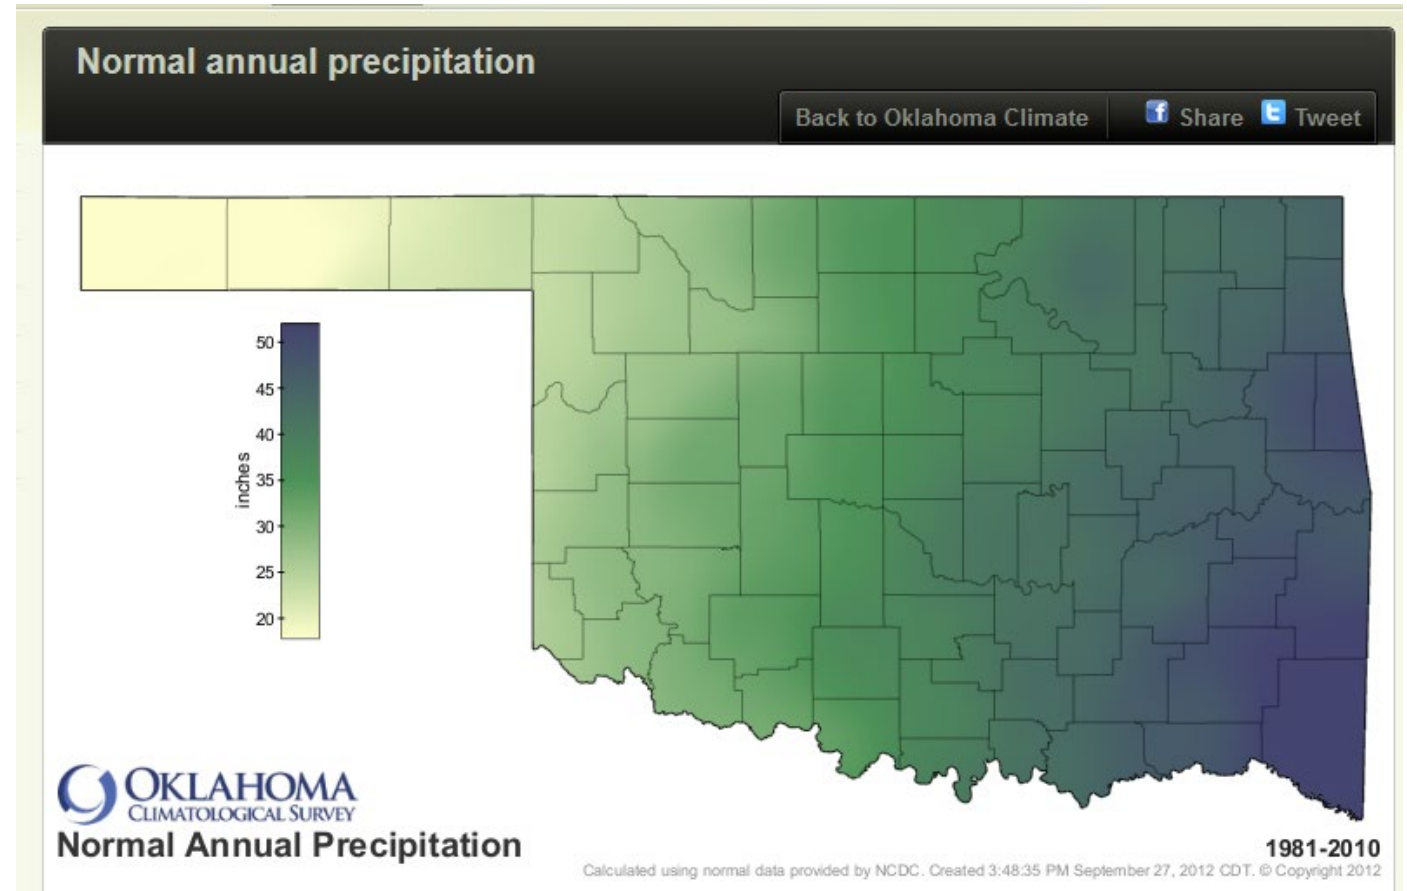 Normal annual precipitation
Back to Oklahoma Climate
Share
Tweet
50
45
40
35
30
25
20
inches
OKLAHOMA
CLIMATOLOGICAL SURVEY
Normal Annual Precipitation
1981-2010
Calculated using normal data provided by NCDC. Created 3:48:35 PM September 27, 2012 CDT. © Copyright 2012